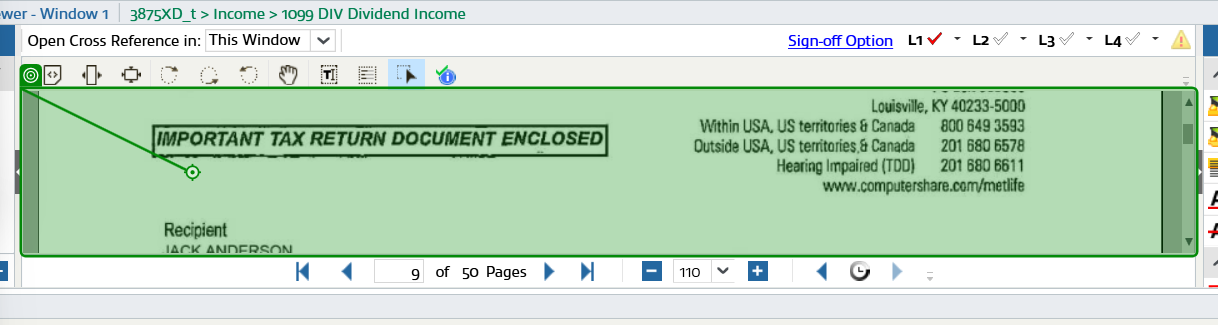 ewer - Window 1
3875XD_t > Income > 1099 DIV Dividend Income
Open Cross Reference in: This Window
Sign-off Option L1 L2 L3 L4
Louisville, KY 40233-5000
IMPORTANT TAX RETURN DOCUMENT ENCLOSED
Within USA, US territories & Canada 800 649 3593
Outside USA, US territories & Canada 201 680 6578
Hearing Impaired (TDD) 201 680 6611
www.computershare.com/metlife
Recipient
JACK ANDERSON
9 of 50 Pages
110